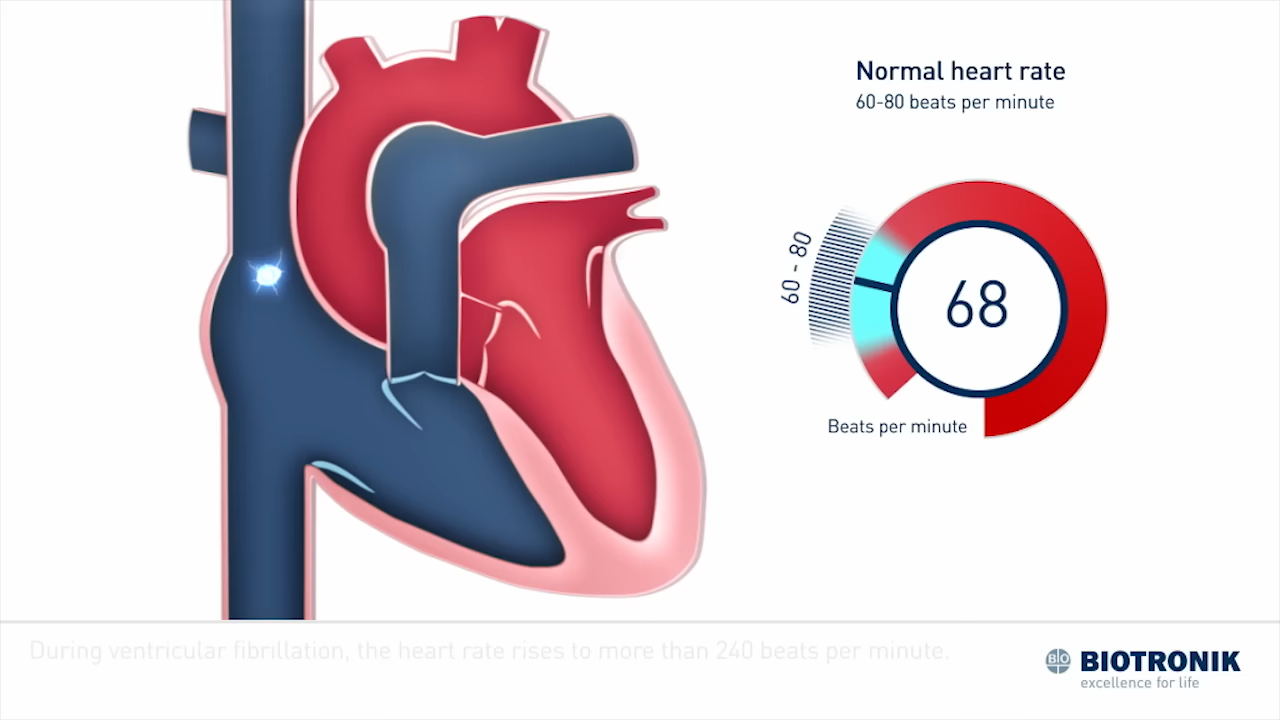 Normal heart rate
60-80 beats per minute
60 - 80
68
Beats per minute
During ventricular fibrillation, the heart rate rises to more than 240 beats per minute.
BIO
BIOTRONIK
excellence for life